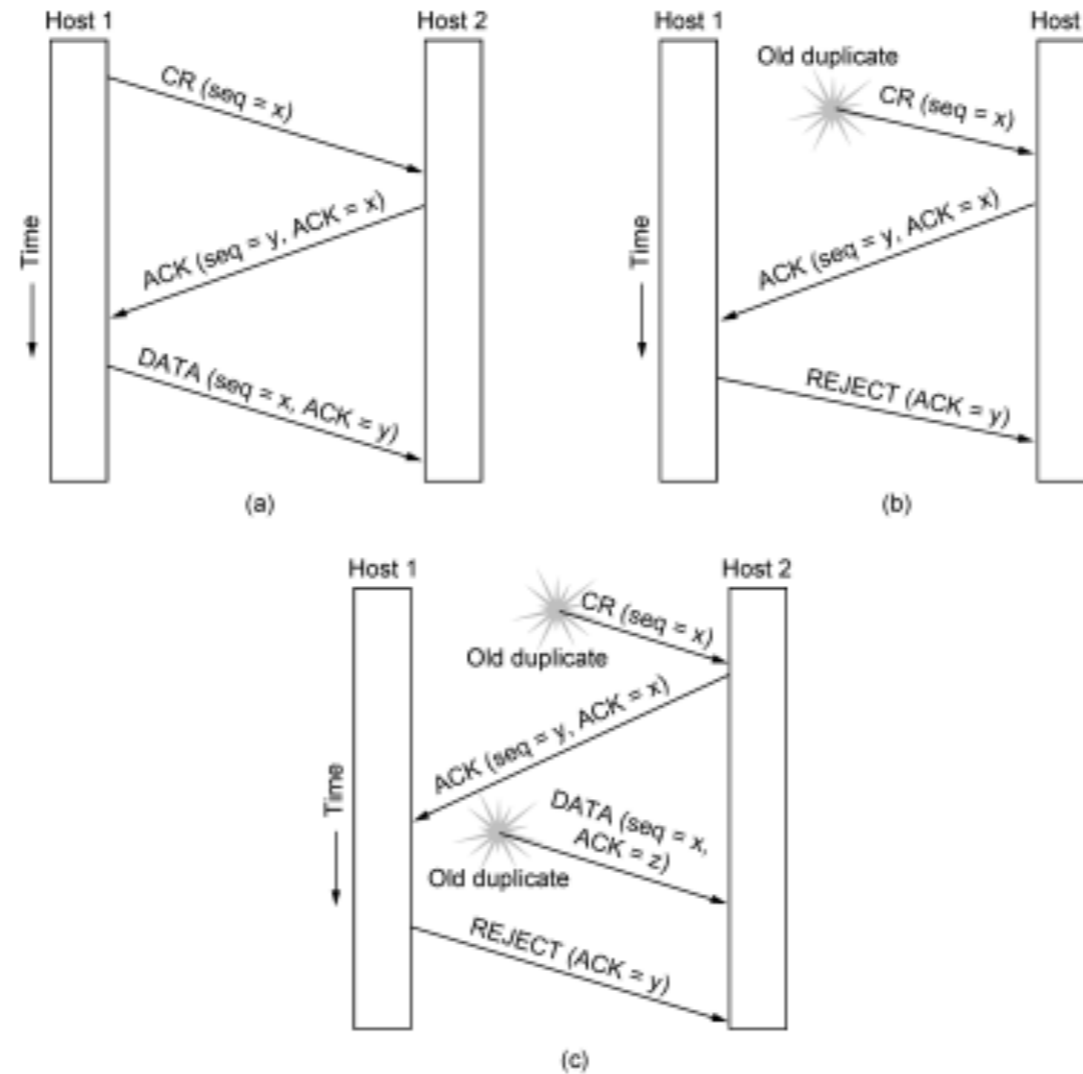 Host 1
Host 2
CR (seq = x)
Time
ACK (seq = y, ACK = x)
DATA (seq = x, ACK = y)
(a)
Host 1
Host
Old duplicate
CR (seq = x)
Time
ACK (seq = y, ACK = x)
REJECT (ACK = y)
(b)
Host 1
Host 2
CR (seq = x)
Old duplicate
ACK (seq = y, ACK = x)
Time
DATA (seq = x,
ACK = z)
Old duplicate
REJECT (ACK = y)
(c)